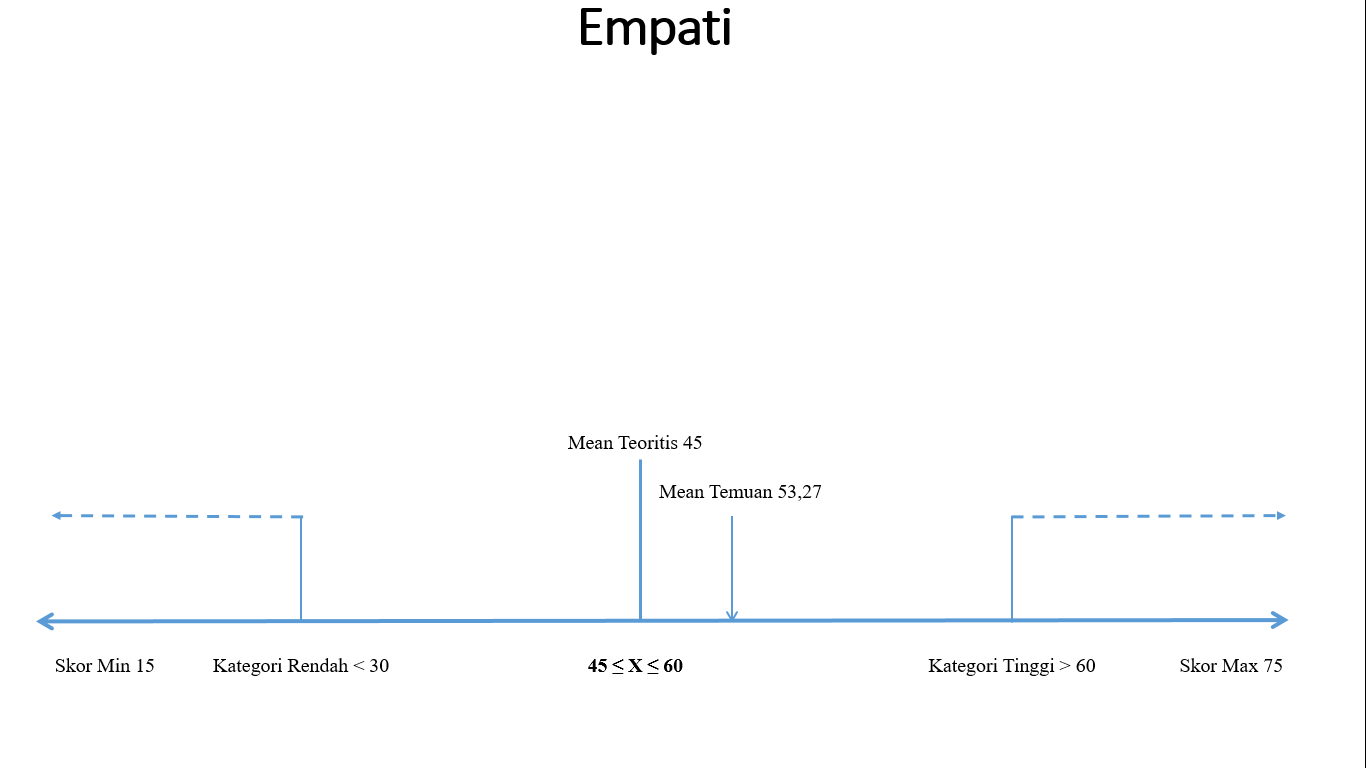 Empati
Mean Teoritis 45
Mean Temuan 53,27
Skor Min 15
Kategori Rendah < 30
45 ≤ X ≤ 60
Kategori Tinggi > 60
Skor Max 75